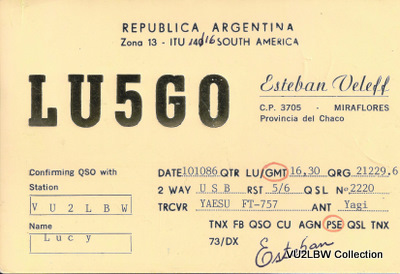 REPUBLICA ARGENTINA
Zona 13 - ITU 14/16 SOUTH AMERICA
LU5GO
Esteban Veleff
C.P. 3705 - MIRAFLORES
Provincia del Chaco
Confirming QSO with
Station
VU2LBW
Name
Lucy
DATE 101086 QTR LU/GMT 16,30 QRG 21229,6
2 WAY USB RST 5/6 QSL Nº 2220
TRCVR YAESU FT-757 ANT Yagi
TNX FB QSO CU AGN PSE QSL TNX
73/DX Esteban
VU2LBW Collection